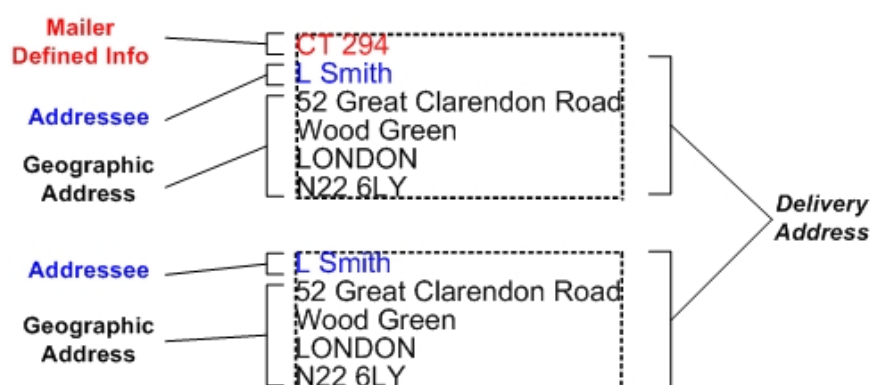 Mailer
Defined Info
CT 294
L Smith
Addressee
52 Great Clarendon Road
Wood Green
Geographic
Address
LONDON
N22 6LY
Delivery
Address
Addressee
L Smith
52 Great Clarendon Road
Geographic
Address
Wood Green
LONDON
N22 6LY